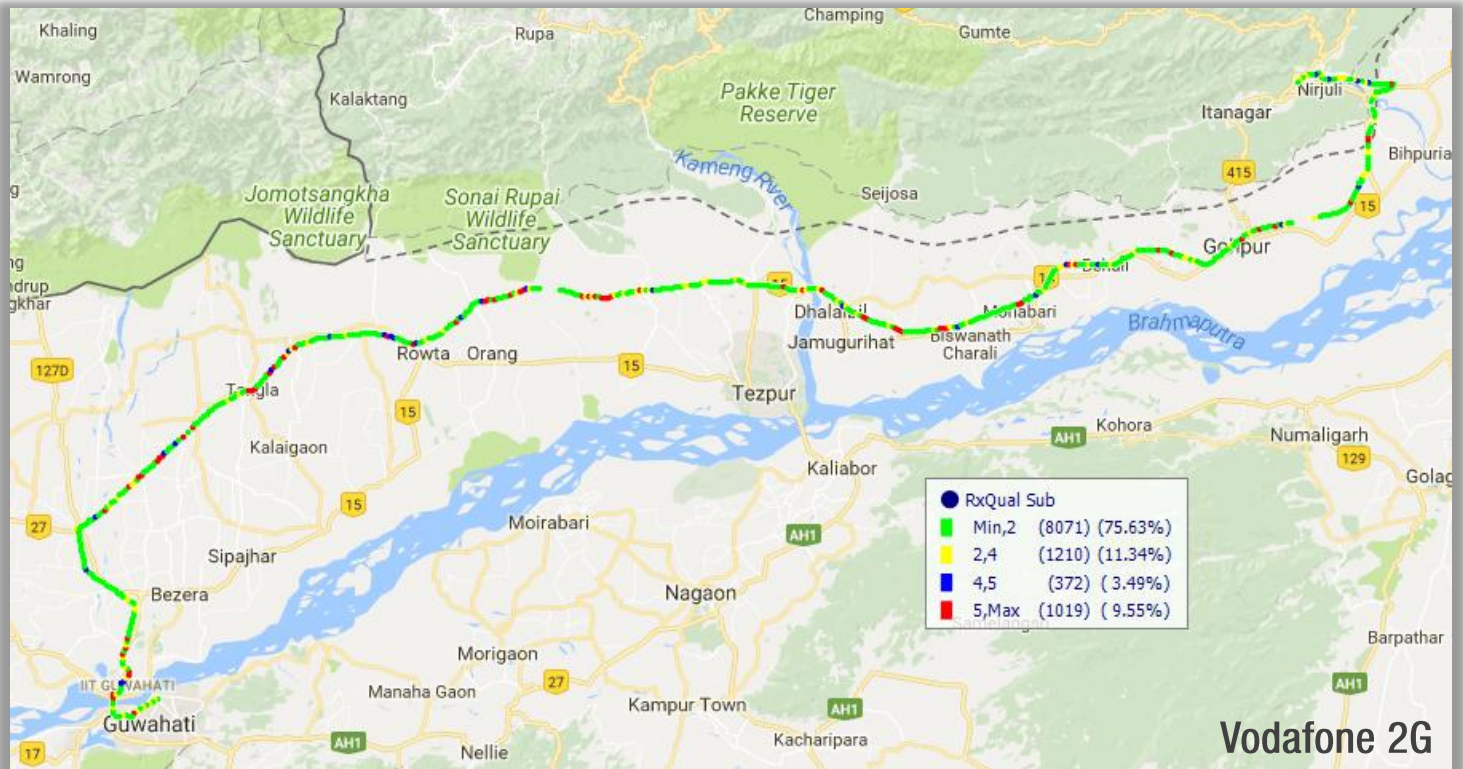 Khaling
Rupa
Champing
Gumte
Wamrong
Kalaktang
Pakke Tiger
Reserve
Nirjuli
Itanagar
Bihpuria
Kameng River
415
Jomotsangkha
Wildlife
Sanctuary
Sonai Rupai
Wildlife
Sanctuary
Seijosa
15
Gohpur
ng
ndrup
gkhar
Dhalaibil
Jamugurihat
Monabari
Biswanath
Charali
Brahmaputra
127D
Rowta
Orang
15
Tangla
Tezpur
15
Kalaigaon
Kohora
AH1
Numaligarh
129
Kaliabor
Golag
27
15
Moirabari
AH1
Sipajhar
Bezera
Nagaon
RxQual Sub
Min,2 (8071) (75.63%)
2,4 (1210) (11.34%)
4,5 (372) ( 3.49%)
5,Max (1019) ( 9.55%)
Barpathar
Morigaon
IIT GUWAHATI
Manaha Gaon
27
Kampur Town
AH1
AH1
Guwahati
17
AH1
Nellie
Kacharipara
Vodafone 2G